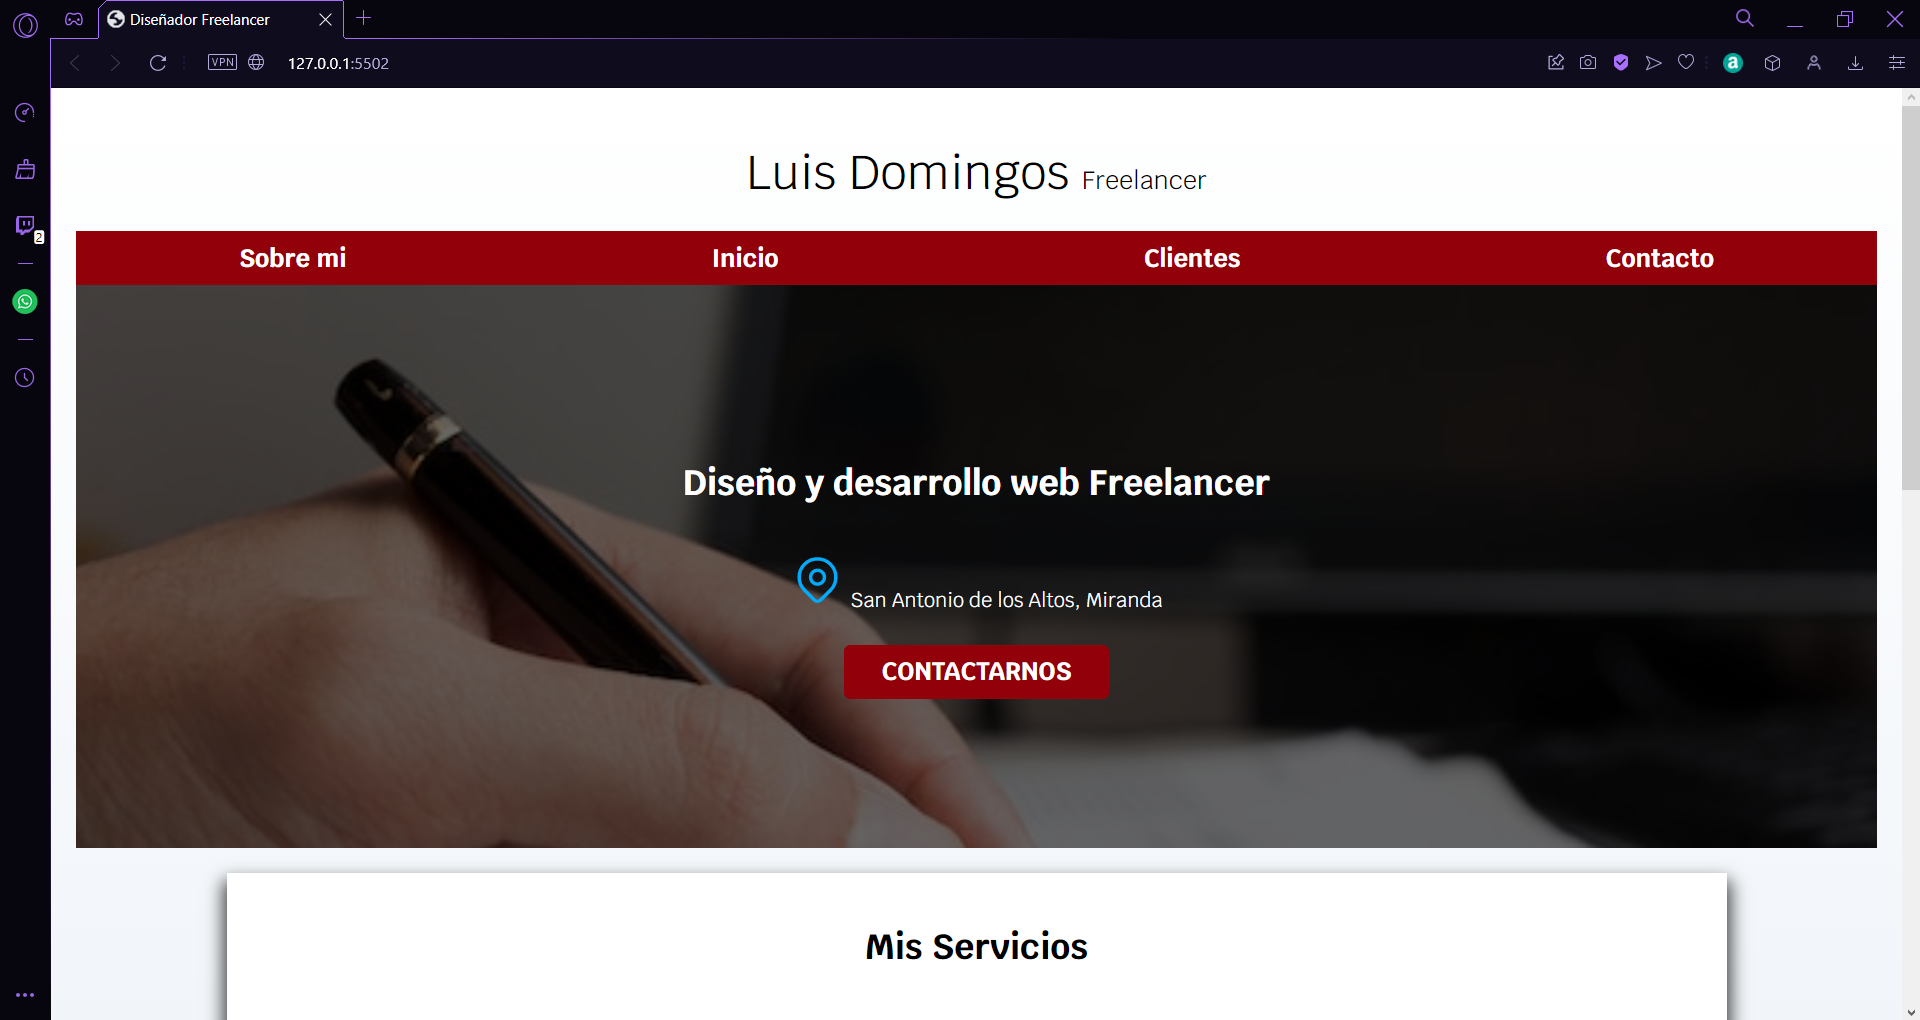 Diseñador Freelancer
VPN
127.0.0.1:5502
a
2
Luis Domingos Freelancer
Sobre mi
Inicio
Clientes
Contacto
Diseño y desarrollo web Freelancer
San Antonio de los Altos, Miranda
CONTACTARNOS
Mis Servicios